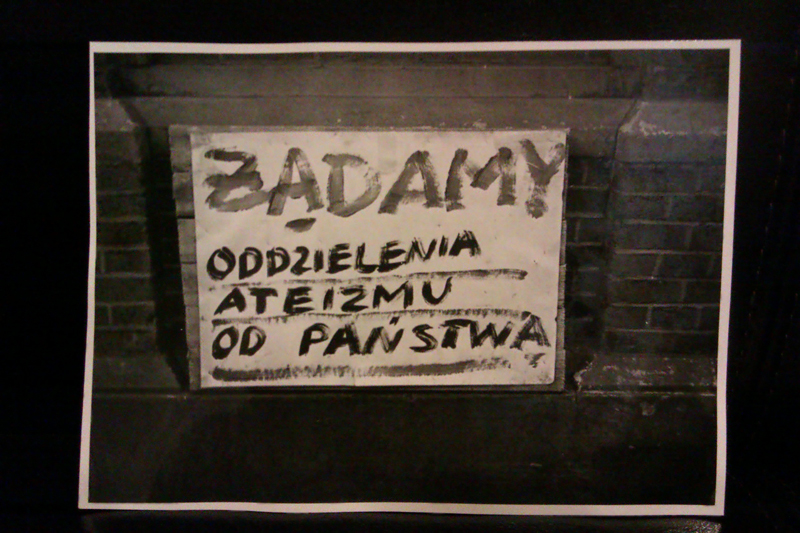 ŻĄDAMY
ODDZIELENIA
ATEIZMU
OD PAŃSTWA